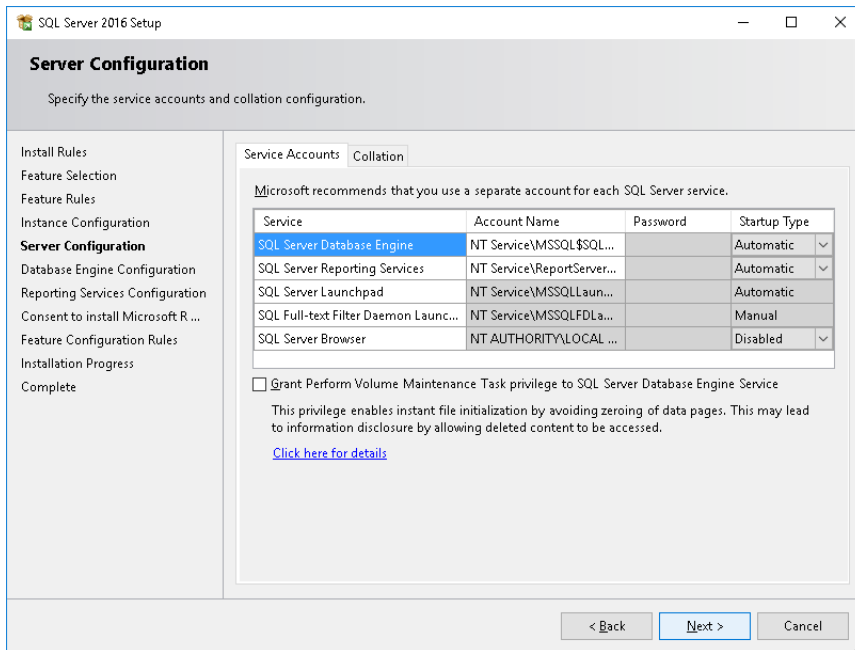 SQL Server 2016 Setup
Server Configuration
Specify the service accounts and collation configuration.
Install Rules
Feature Selection
Feature Rules
Instance Configuration
Server Configuration
Database Engine Configuration
Reporting Services Configuration
Consent to install Microsoft R ...
Feature Configuration Rules
Installation Progress
Complete
Service Accounts Collation
Microsoft recommends that you use a separate account for each SQL Server service.
Service Account Name Password Startup Type
SQL Server Database Engine NT Service\MSSQL$SQL... Automatic
SQL Server Reporting Services NT Service\ReportServer... Automatic
SQL Server Launchpad NT Service\MSSQLLaun... Automatic
SQL Full-text Filter Daemon Launc... NT Service\MSSQLFDLa... Manual
SQL Server Browser NT AUTHORITY\LOCAL ... Disabled
Grant Perform Volume Maintenance Task privilege to SQL Server Database Engine Service
This privilege enables instant file initialization by avoiding zeroing of data pages. This may lead
to information disclosure by allowing deleted content to be accessed.
Click here for details
< Back Next > Cancel